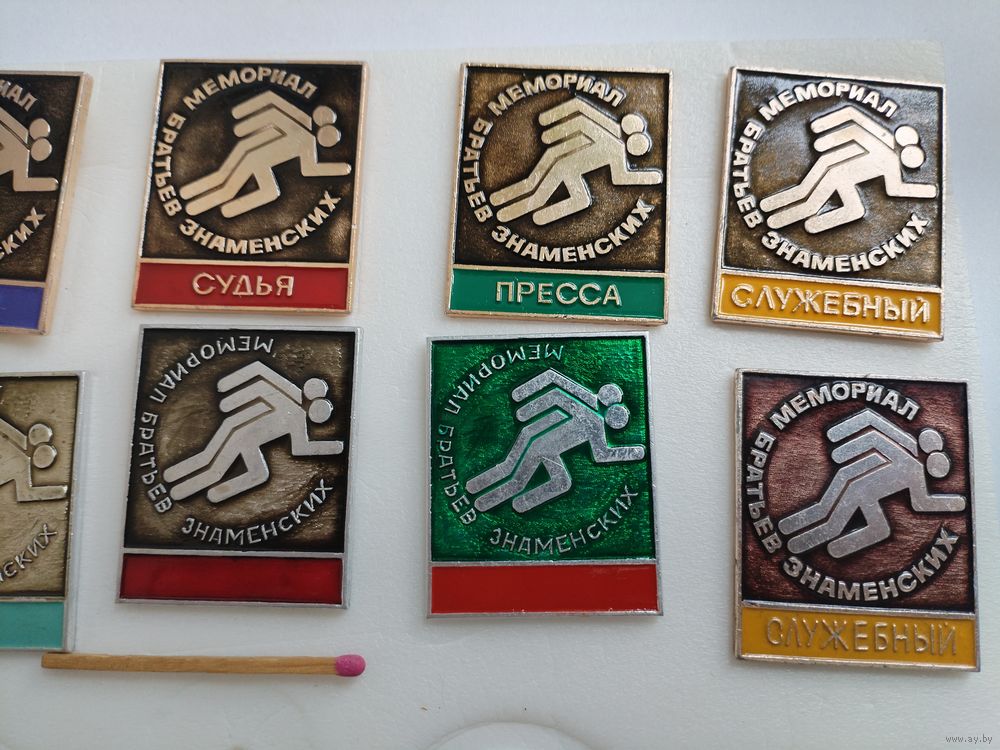 МЕМОРИАЛ
БРАТЬЕВ
ЗНАМЕНСКИХ
СУДЬЯ
МЕМОРИАЛ
БРАТЬЕВ
ЗНАМЕНСКИХ
ПРЕССА
МЕМОРИАЛ
БРАТЬЕВ
ЗНАМЕНСКИХ
СЛУЖЕБНЫЙ
МЕМОРИАЛ
БРАТЬЕВ
ЗНАМЕНСКИХ
МЕМОРИАЛ
БРАТЬЕВ
ЗНАМЕНСКИХ
МЕМОРИАЛ
БРАТЬЕВ
ЗНАМЕНСКИХ
СЛУЖЕБНЫЙ
www.ay.by